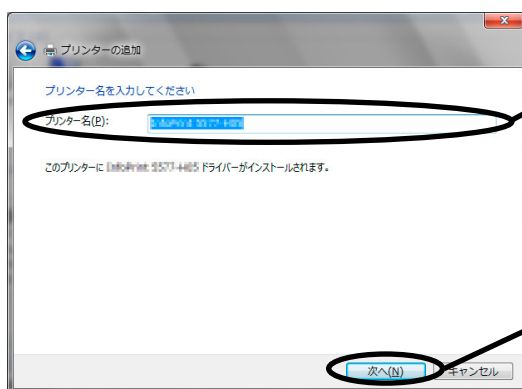 プリンターの追加
プリンター名を入力してください
プリンター名(P):
このプリンターに InfoPrint 5577-H05 ドライバーがインストールされます。
次へ(N)
キャンセル